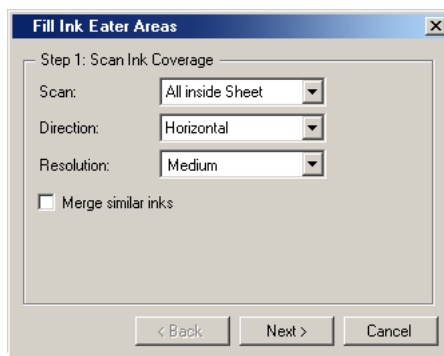 Fill Ink Eater Areas
Step 1: Scan Ink Coverage
Scan: All inside Sheet
Direction: Horizontal
Resolution: Medium
Merge similar inks
< Back Next > Cancel